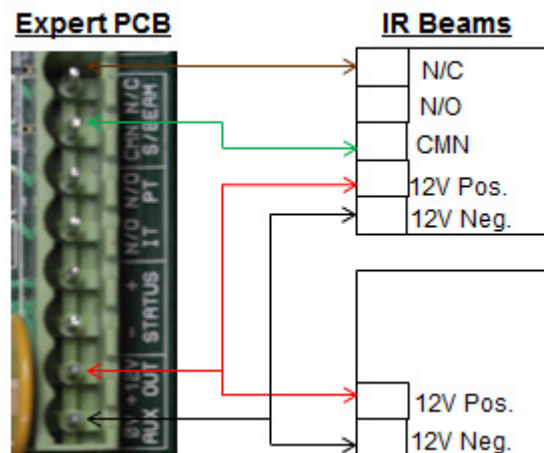 Expert PCB
IR Beams
N/C
N/O
CMN
12V Pos.
12V Neg.
12V Pos.
12V Neg.
CMN N/C
S/BEAM
N/O N/O
IT PT
- +
STATUS
0V +12V
AUX OUT